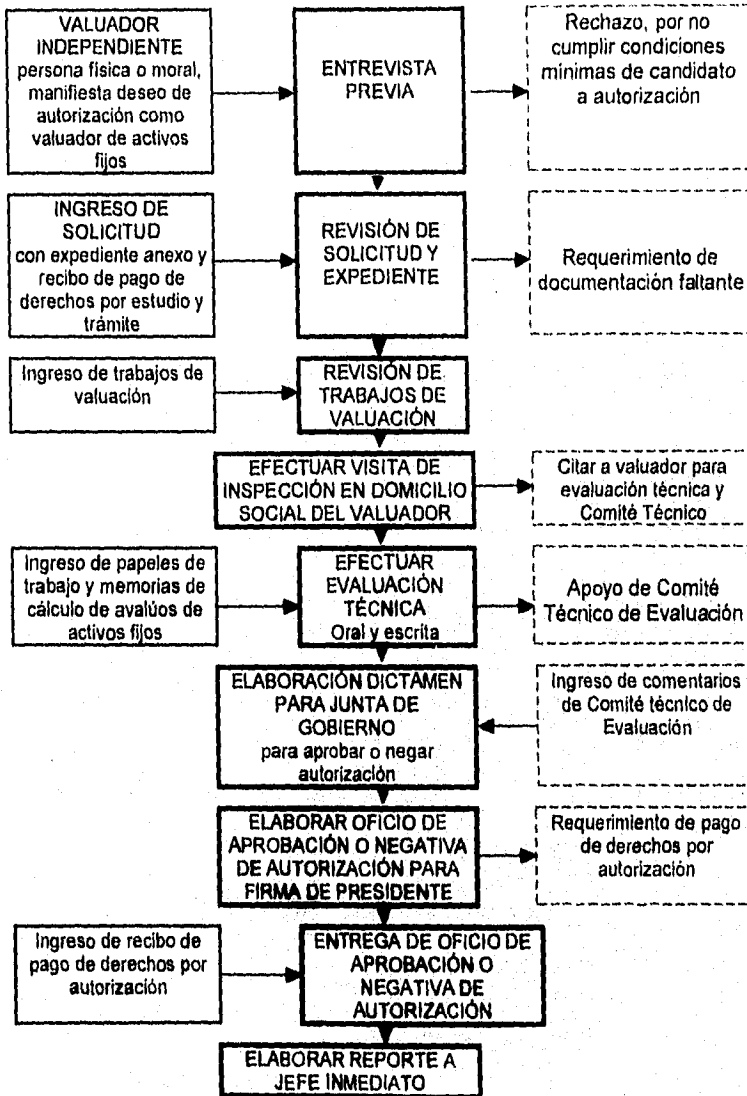 VALUADOR
INDEPENDIENTE
persona física o moral,
manifiesta deseo de
autorización como
valuador de activos
fijos
ENTREVISTA
PREVIA
Rechazo, por no
cumplir condiciones
mínimas de candidato
a autorización
INGRESO DE
SOLICITUD
con expediente anexo y
recibo de pago de
derechos por estudio y
trámite
REVISIÓN DE
SOLICITUD Y
EXPEDIENTE
Requerimiento de
documentación faltante
Ingreso de trabajos de
valuación
REVISIÓN DE
TRABAJOS DE
VALUACIÓN
EFECTUAR VISITA DE
INSPECCIÓN EN DOMICILIO
SOCIAL DEL VALUADOR
Citar a valuador para
evaluación técnica y
Comité Técnico
Ingreso de papeles de
trabajo y memorias de
cálculo de avalúos de
activos fijos
EFECTUAR
EVALUACIÓN
TÉCNICA
Oral y escrita
Apoyo de Comité
Técnico de Evaluación
ELABORACIÓN DICTAMEN
PARA JUNTA DE
GOBIERNO
para aprobar o negar
autorización
Ingreso de comentarios
de Comité técnico de
Evaluación
ELABORAR OFICIO DE
APROBACIÓN O NEGATIVA
DE AUTORIZACIÓN PARA
FIRMA DE PRESIDENTE
Requerimiento de pago
de derechos por
autorización
Ingreso de recibo de
pago de derechos por
autorización
ENTREGA DE OFICIO DE
APROBACIÓN O
NEGATIVA DE
AUTORIZACIÓN
ELABORAR REPORTE A
JEFE INMEDIATO